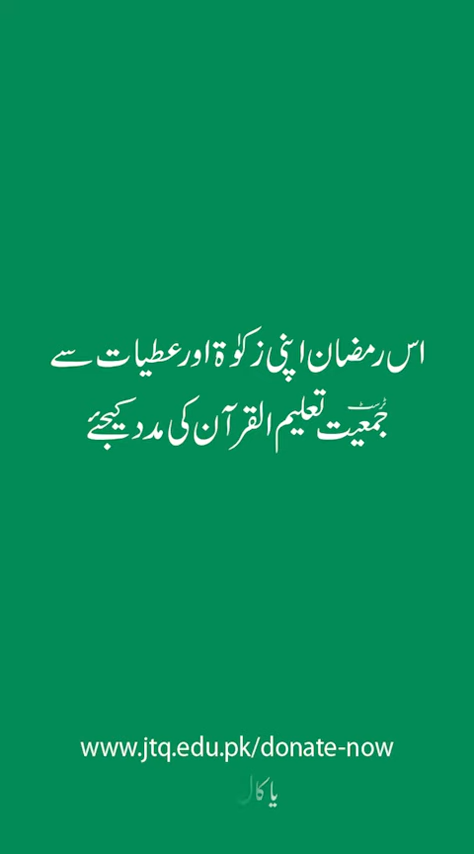 اس رمضان اپنی زکوٰۃ اور عطیات سے
جمعیت تعلیم القرآن ٹرسٹ کی مدد کیجئے
www.jtq.edu.pk/donate-now
یا کال